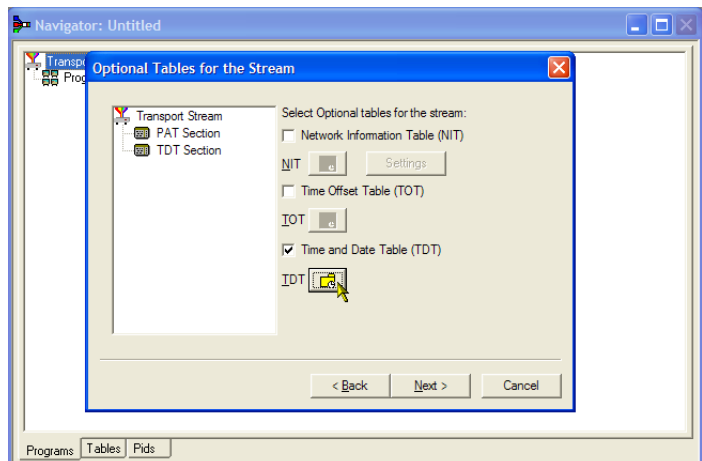 Navigator: Untitled
Transpo
Prog
Optional Tables for the Stream
Transport Stream
PAT Section
TDT Section
Select Optional tables for the stream:
Network Information Table (NIT)
NIT
Settings
Time Offset Table (TOT)
TOT
Time and Date Table (TDT)
TDT
< Back
Next >
Cancel
Programs
Tables
Pids